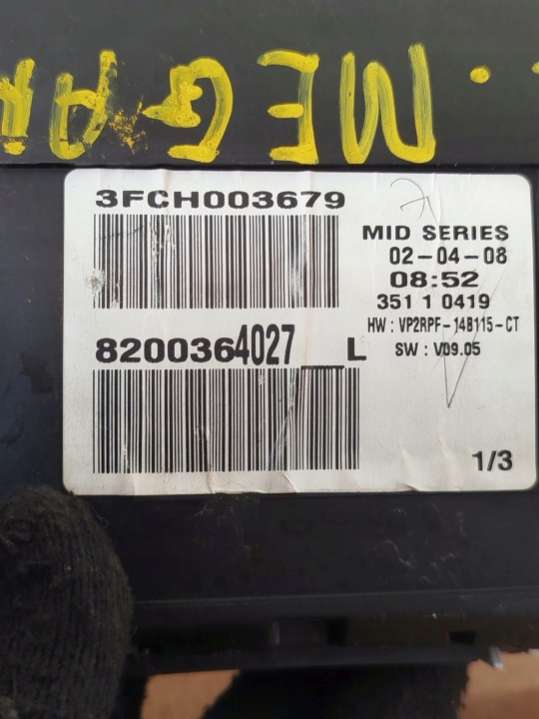 MEGAN
3FCH003679
MID SERIES
02-04-08
08:52
351 1 0419
HW : VP2RPF-14B115-CT
8200364027__L
SW : V09.05
1/3